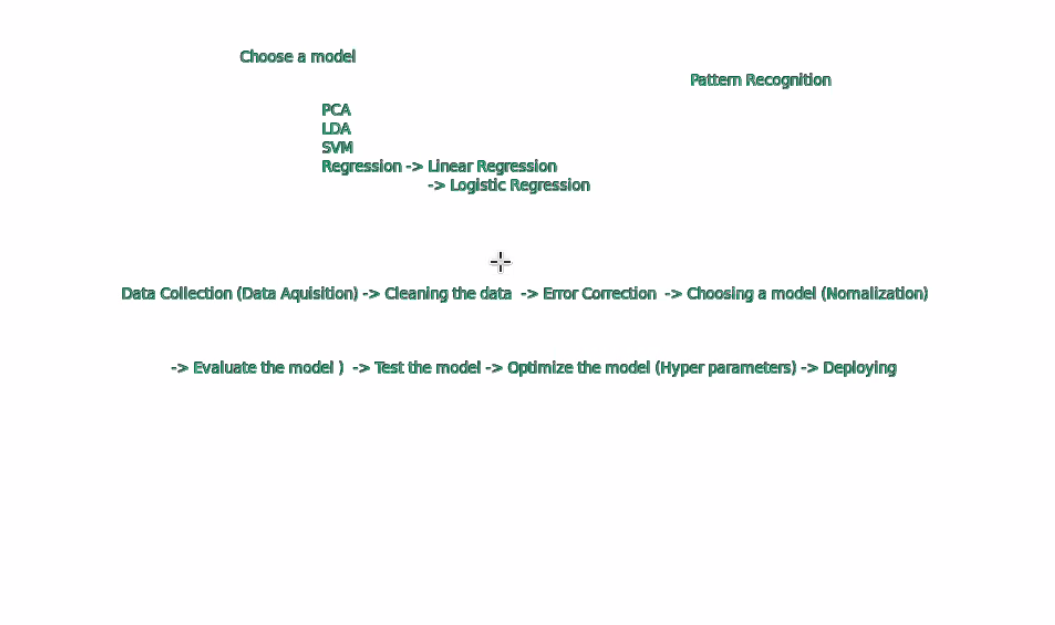 Choose a model
Pattern Recognition
PCA
LDA
SVM
Regression -> Linear Regression
-> Logistic Regression
Data Collection (Data Aquisition) -> Cleaning the data -> Error Correction -> Choosing a model (Nomalization)
-> Evaluate the model ) -> Test the model -> Optimize the model (Hyper parameters) -> Deploying